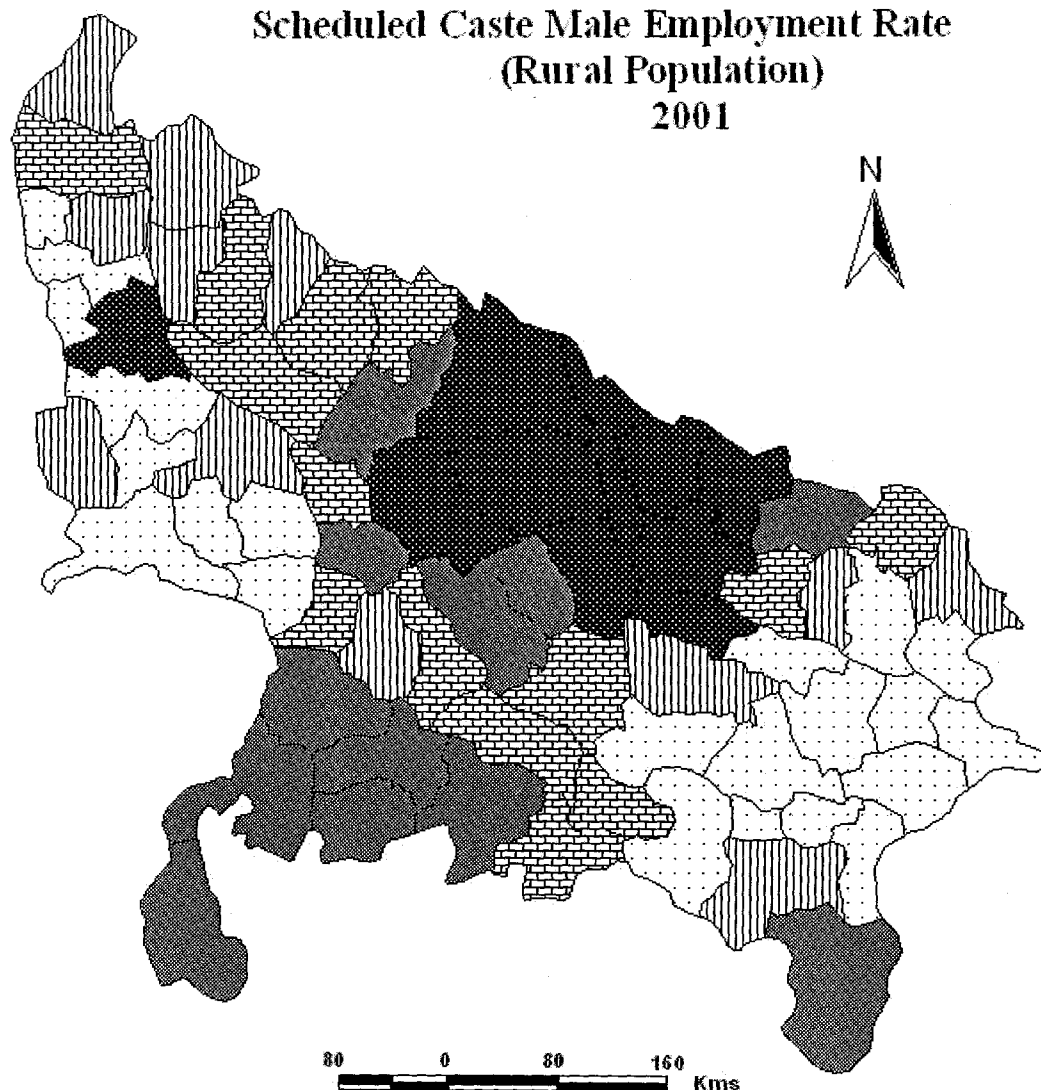 Scheduled Caste Male Employment Rate
(Rural Population)
2001
N
80 0 80 160
Kms